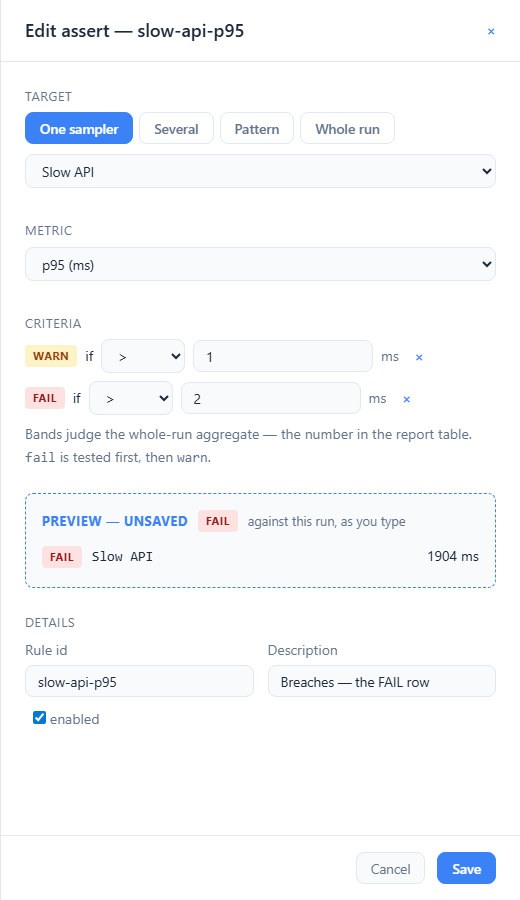 Edit assert — slow-api-p95 ×
TARGET
One sampler Several Pattern Whole run
Slow API
METRIC
p95 (ms)
CRITERIA
WARN if > 1 ms ×
FAIL if > 2 ms ×
Bands judge the whole-run aggregate — the number in the report table.
fail is tested first, then warn.
PREVIEW — UNSAVED FAIL against this run, as you type
FAIL Slow API 1904 ms
DETAILS
Rule id Description
slow-api-p95 Breaches — the FAIL row
enabled
Cancel Save